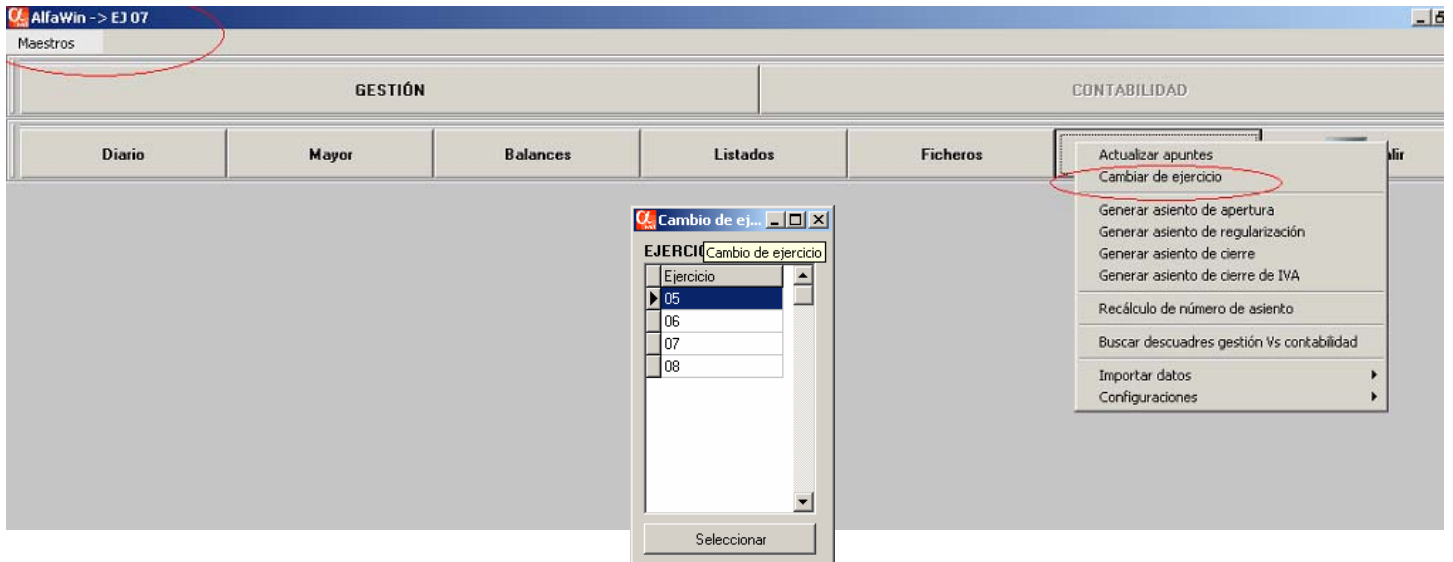 AlfaWin -> EJ 07
Maestros
GESTIÓN
CONTABILIDAD
Diario
Mayor
Balances
Listados
Ficheros
Actualizar apuntes
Cambiar de ejercicio
Generar asiento de apertura
Generar asiento de regularización
Generar asiento de cierre
Generar asiento de cierre de IVA
Recálculo de número de asiento
Buscar descuadres gestión Vs contabilidad
Importar datos
Configuraciones
Cambio de ej...
Cambio de ejercicio
Ejercicio
05
06
07
08
Seleccionar